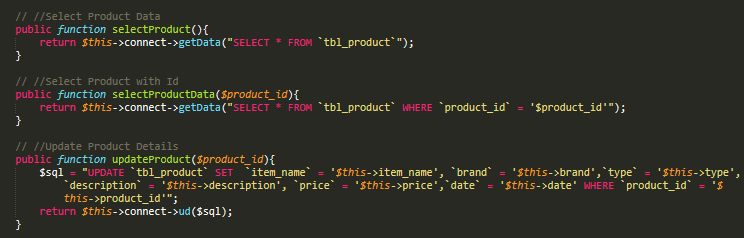 // //Select Product Data
public function selectProduct(){
return $this->connect->getData("SELECT * FROM `tbl_product`");
}
// //Select Product with Id
public function selectProductData($product_id){
return $this->connect->getData("SELECT * FROM `tbl_product` WHERE `product_id` = '$product_id'");
}
// //Update Product Details
public function updateProduct($product_id){
$sql = "UPDATE `tbl_product` SET  `item_name` = '$this->item_name', `brand` = '$this->brand',`type` = '$this->type',
`description` = '$this->description', `price` = '$this->price',`date` = '$this->date' WHERE `product_id` = '$
this->product_id'";
return $this->connect->ud($sql);
}